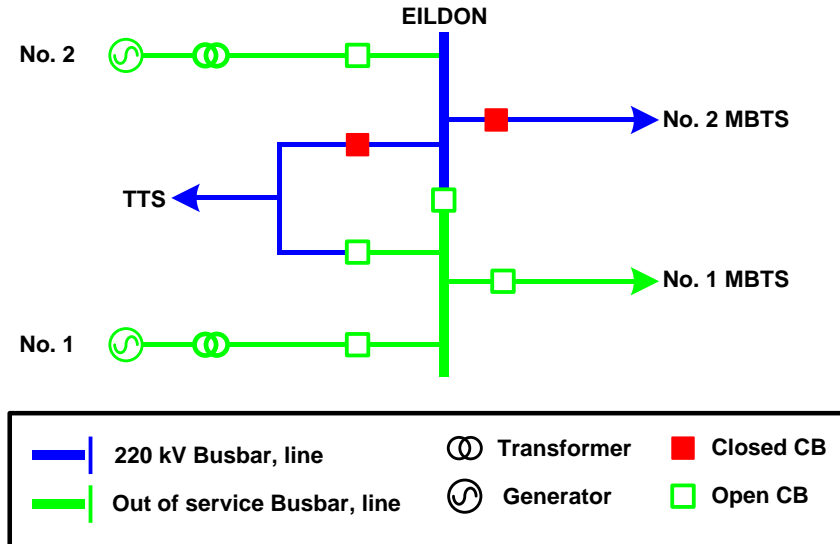 EILDON
No. 2
No. 2 MBTS
TTS
No. 1 MBTS
No. 1
220 kV Busbar, line
Transformer
Closed CB
Out of service Busbar, line
Generator
Open CB